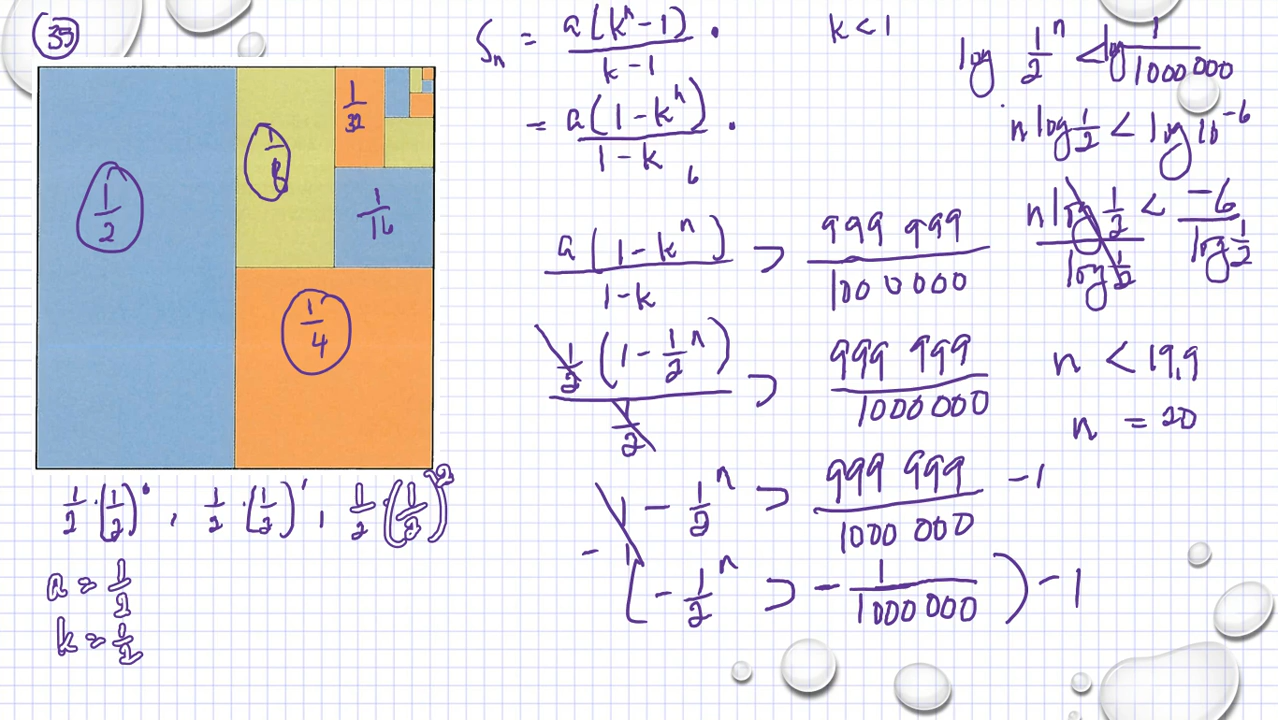 39
1/2
1/8
1/32
1/16
1/4
1/2 · (1/2)^0 , 1/2 · (1/2)^1 , 1/2 · (1/2)^2
a = 1/2
k = 1/2
S_n = a(k^n - 1) / k - 1 .
= a(1 - k^n) / 1 - k .
a(1 - k^n) / 1 - k > 999 999 / 1000 000
1/2 (1 - 1/2^n) / 1/2 > 999 999 / 1000 000
1 - 1/2^n > 999 999 / 1000 000 - 1
- 1
( - 1/2^n > - 1 / 1000 000 ) - 1
k < 1
log 1/2^n < log 1 / 1000 000
n log 1/2 < log 10^-6
n log 1/2 / log 1/2 < -6 / log 1/2
n < 19,9
n = 20